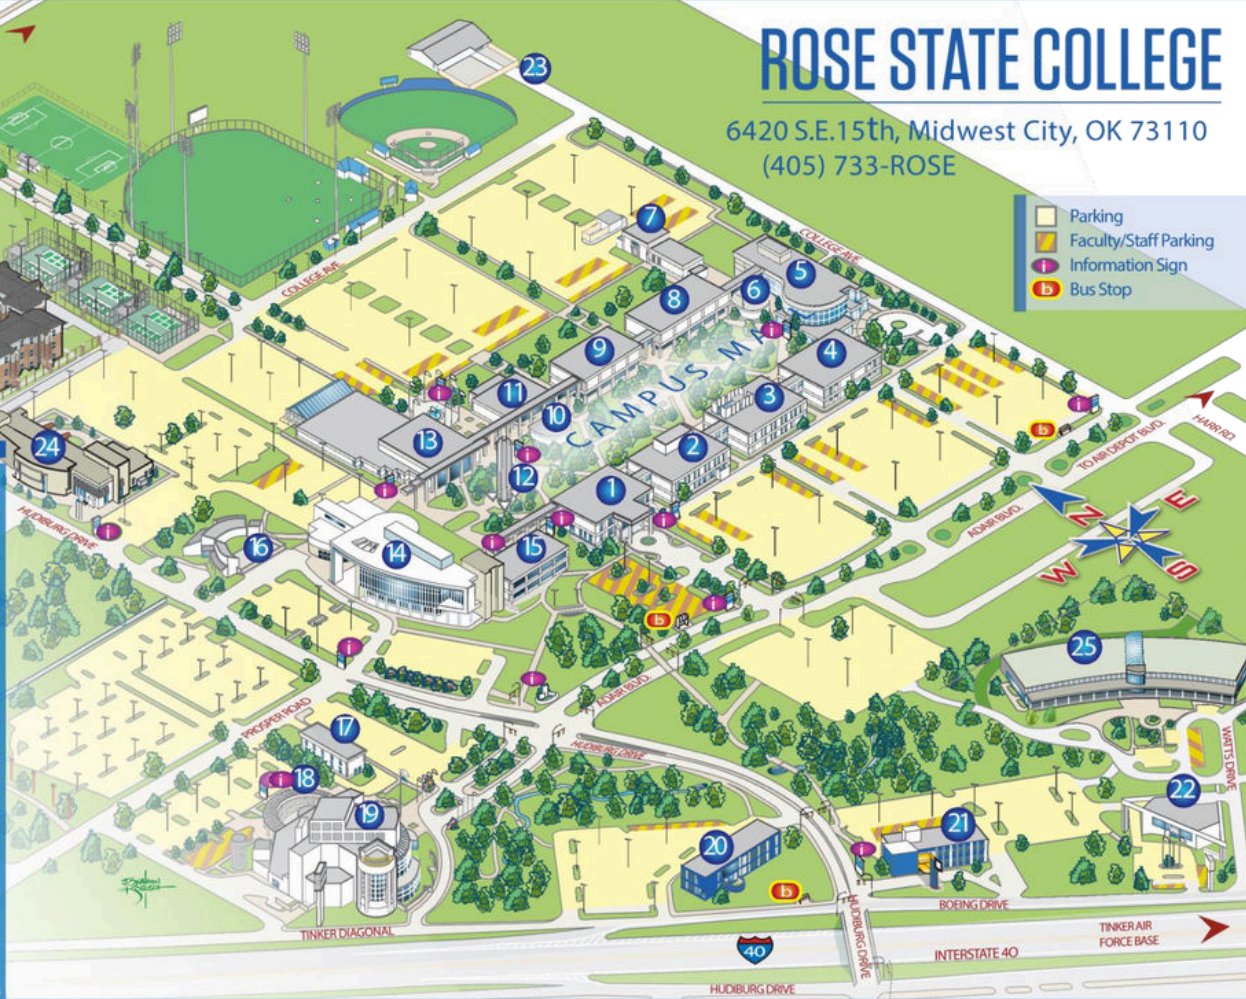 ROSE STATE COLLEGE
6420 S.E.15th, Midwest City, OK 73110
(405) 733-ROSE
Parking
Faculty/Staff Parking
i Information Sign
b Bus Stop
23
7
COLLEGE AVE
5
6
COLLEGE AVE
8
i
4
9
i
11
3
i
10
CAMPUS MALL
b
TO AIR DEPOT BLVD.
HARR RD
24
13
2
i
12
1
i
N
E
W
S
ADAIR BLVD.
HUDIBURG DRIVE
i
16
14
i
15
i
i
i
b
i
25
i
ADAIR BLVD.
PROSPER ROAD
17
HUDIBURG DRIVE
WATTS DRIVE
i
18
19
22
20
21
i
b
BOEING DRIVE
HUDIBURG DRIVE
TINKER DIAGONAL
TINKER AIR
FORCE BASE
40
INTERSTATE 40
HUDIBURG DRIVE